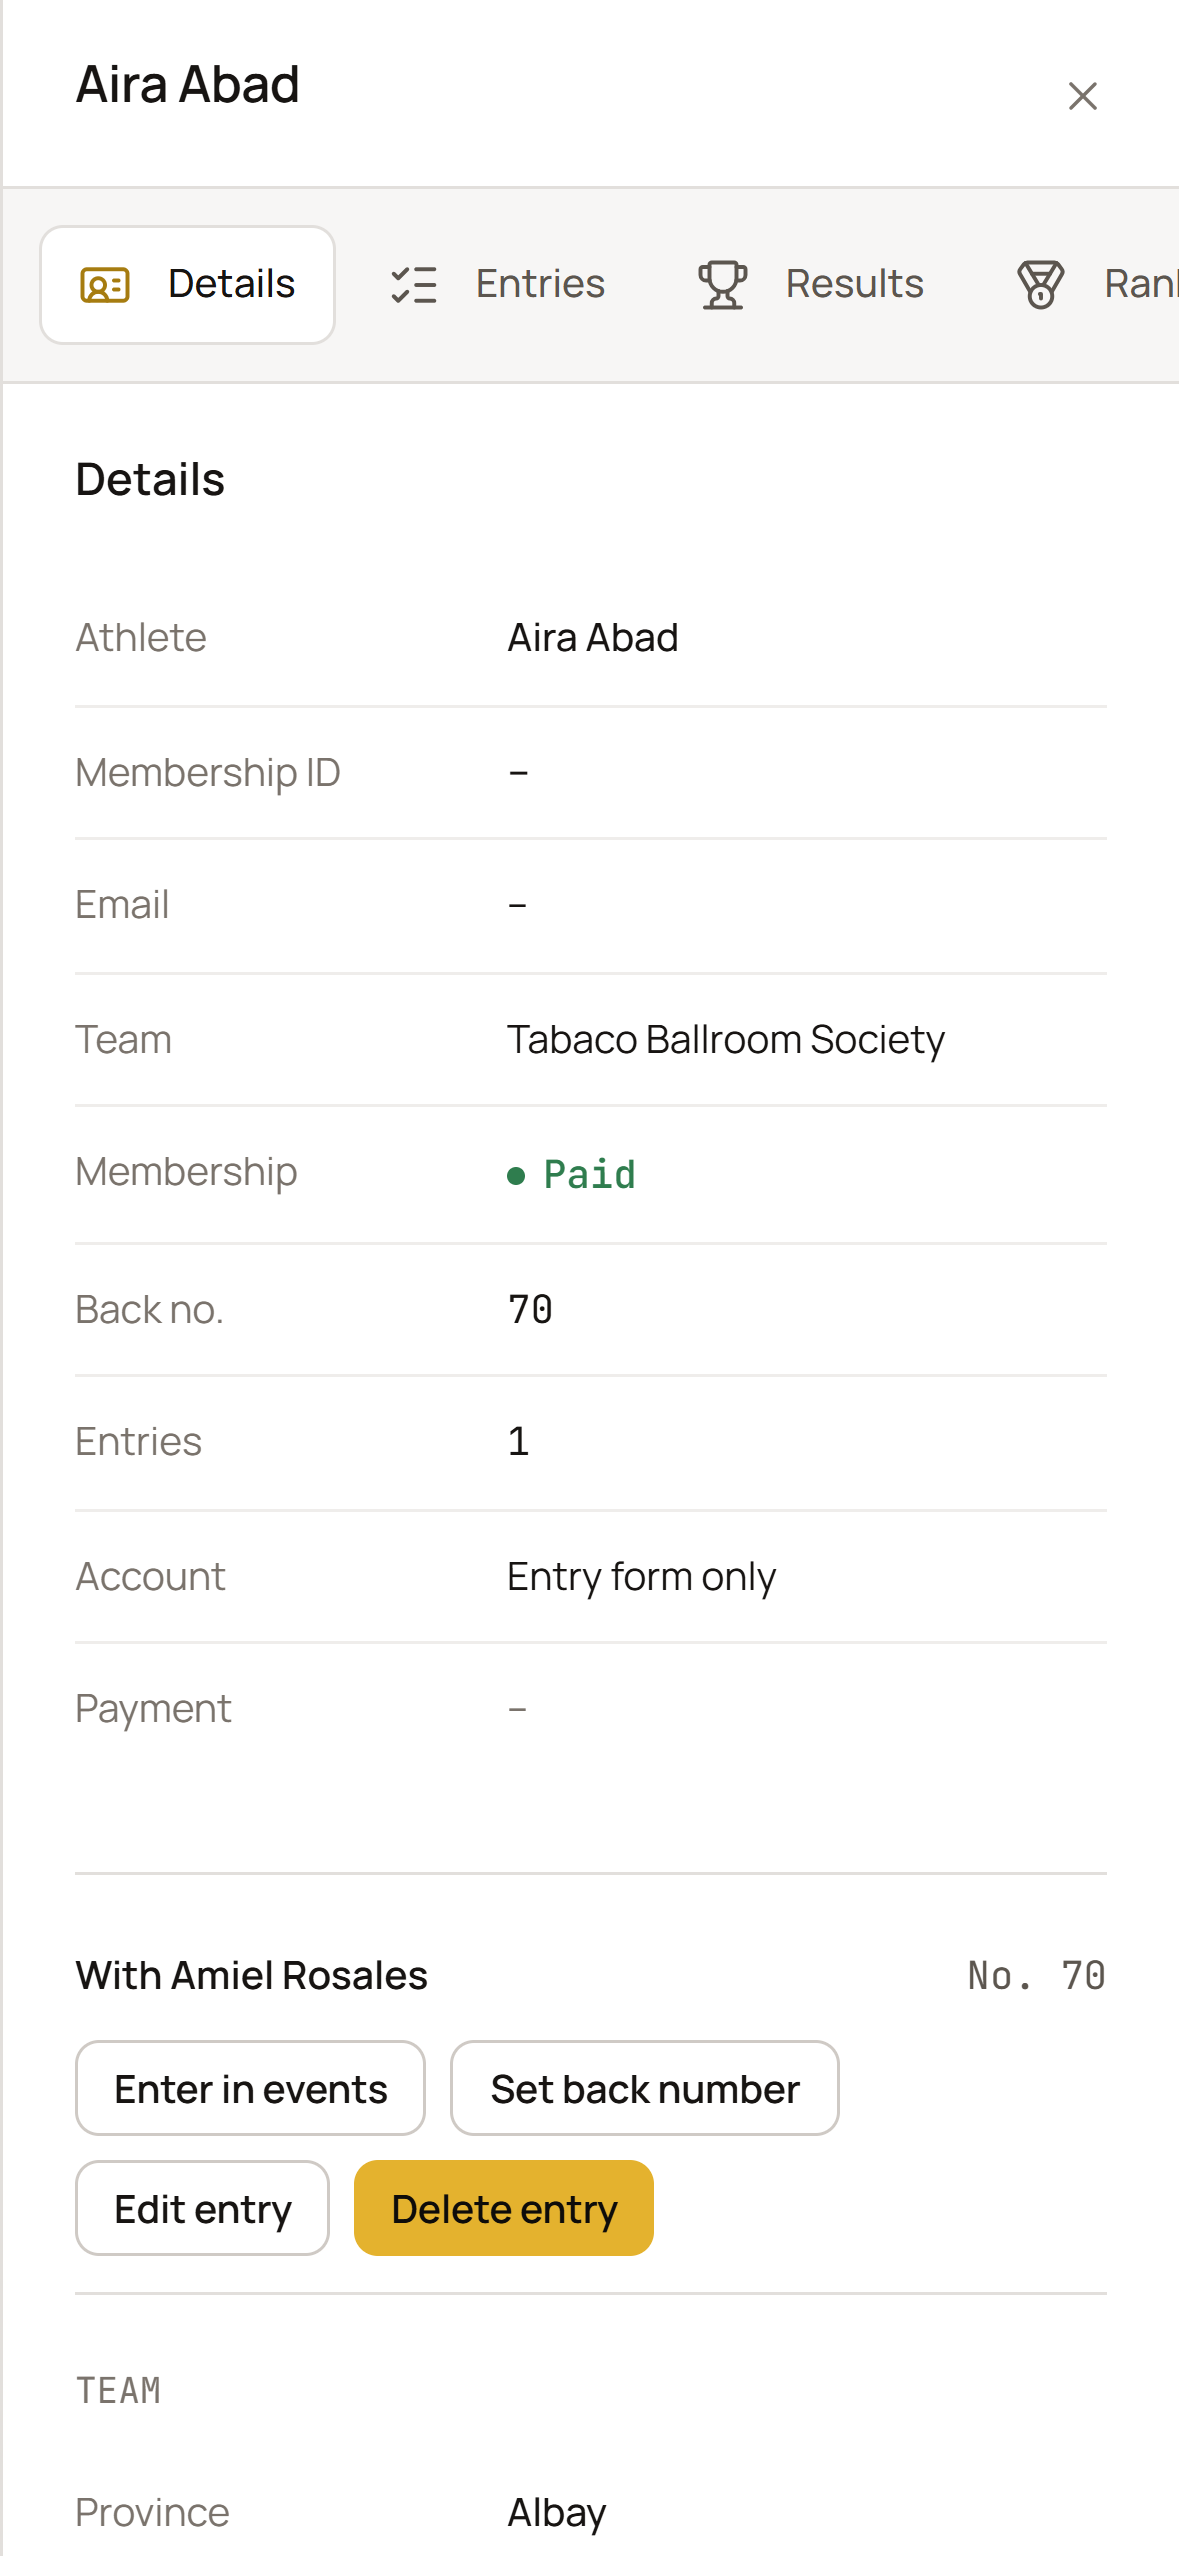 Aira Abad
Details
Entries
Results
Details
Athlete Aira Abad
Membership ID –
Email –
Team Tabaco Ballroom Society
Membership Paid
Back no. 70
Entries 1
Account Entry form only
Payment –
With Amiel Rosales No. 70
Enter in events Set back number
Edit entry Delete entry
TEAM
Province Albay